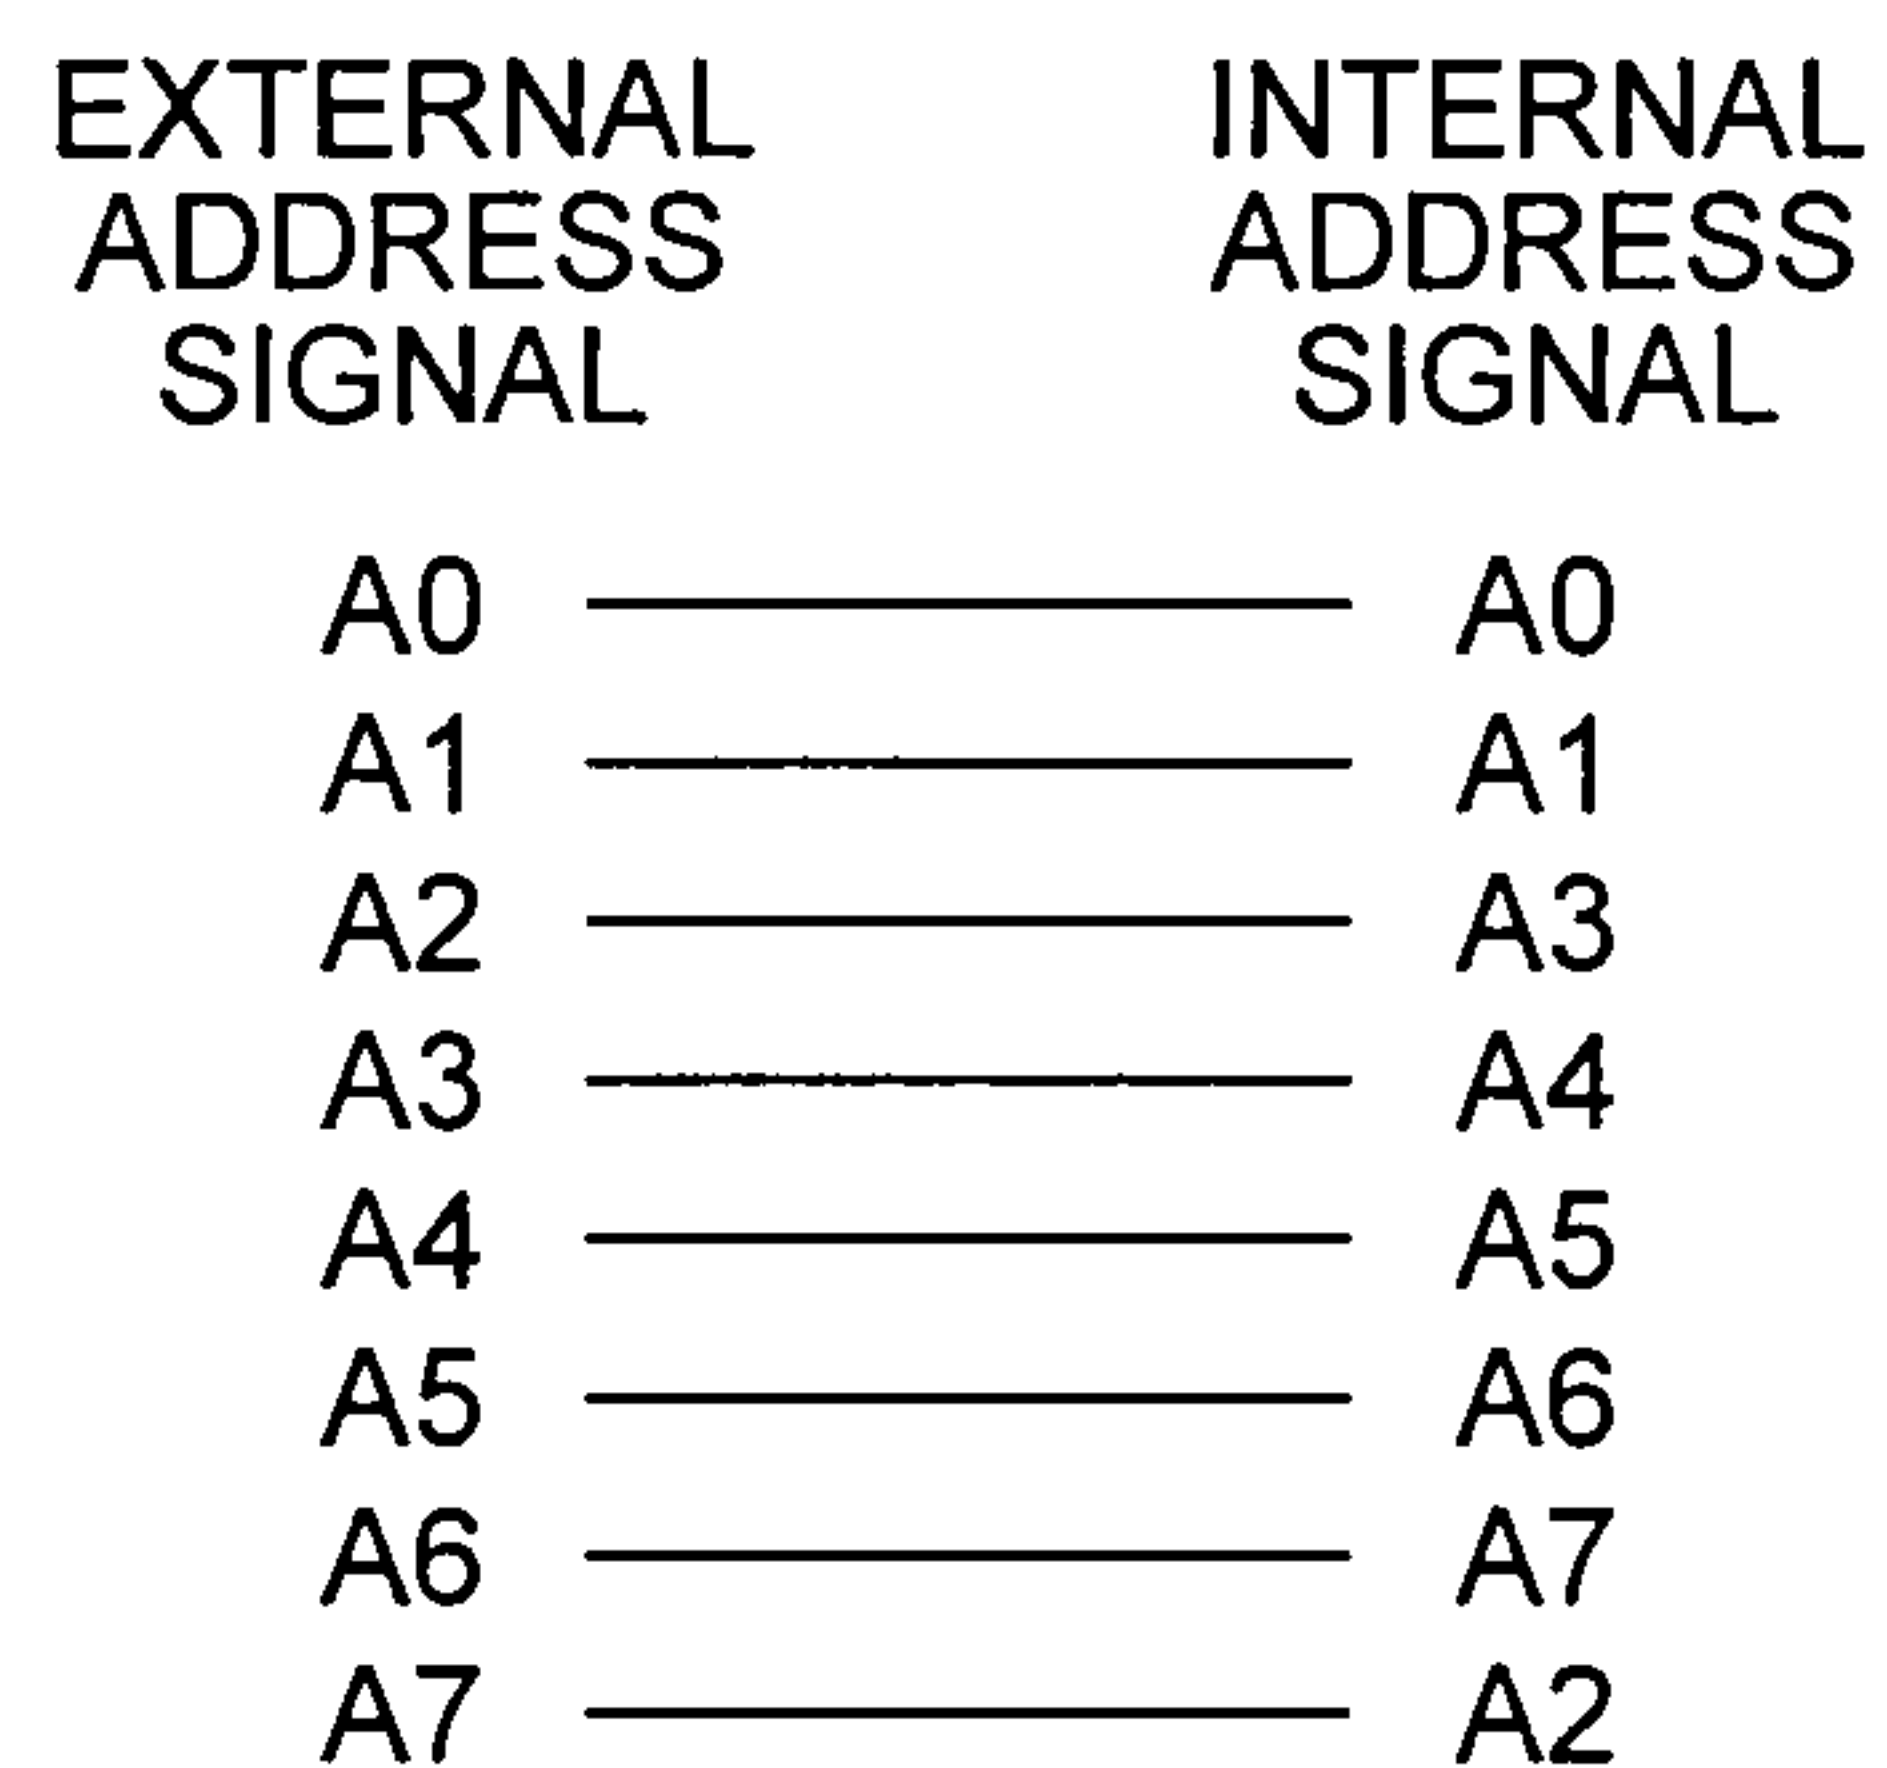 EXTERNAL INTERNAL
ADDRESS ADDRESS
SIGNAL SIGNAL
A0 A0
A1 A1
A2 A3
A3 A4
A4 A5
A5 A6
A6 A7
A7 A2